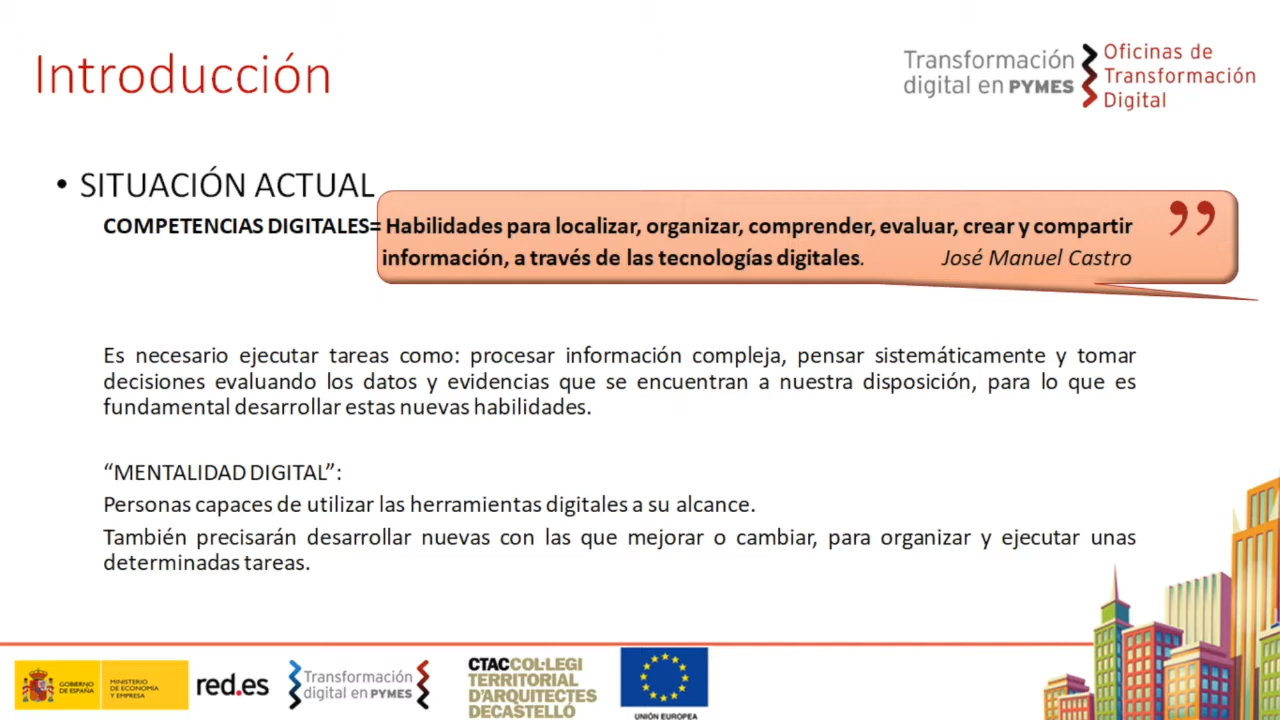 Introducción
Transformación
digital en PYMES
Oficinas de
Transformación
Digital
• SITUACIÓN ACTUAL
COMPETENCIAS DIGITALES= Habilidades para localizar, organizar, comprender, evaluar, crear y compartir
información, a través de las tecnologías digitales. José Manuel Castro
”
Es necesario ejecutar tareas como: procesar información compleja, pensar sistemáticamente y tomar
decisiones evaluando los datos y evidencias que se encuentran a nuestra disposición, para lo que es
fundamental desarrollar estas nuevas habilidades.
“MENTALIDAD DIGITAL”:
Personas capaces de utilizar las herramientas digitales a su alcance.
También precisarán desarrollar nuevas con las que mejorar o cambiar, para organizar y ejecutar unas
determinadas tareas.
GOBIERNO
DE ESPAÑA
MINISTERIO
DE ECONOMÍA
Y EMPRESA
red.es
Transformación
digital en PYMES
CTACCOL·LEGI
TERRITORIAL
D'ARQUITECTES
DECASTELLÓ
UNIÓN EUROPEA